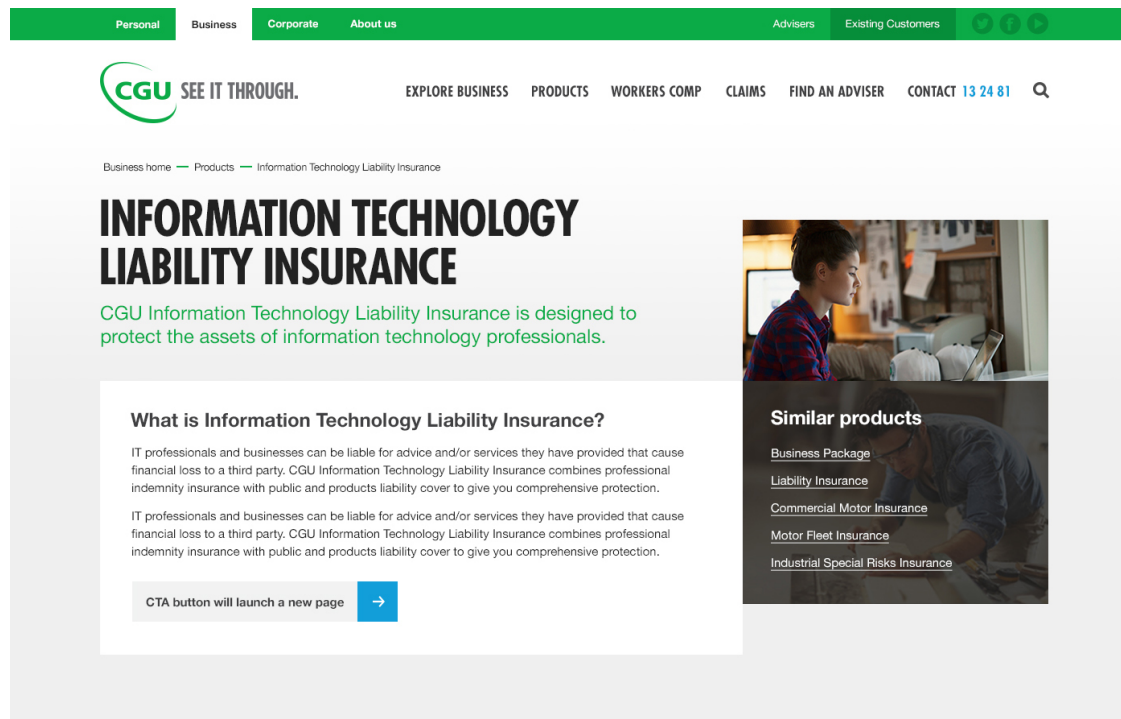 Personal
Business
Corporate
About us
Advisers
Existing Customers
CGU SEE IT THROUGH.
EXPLORE BUSINESS
PRODUCTS
WORKERS COMP
CLAIMS
FIND AN ADVISER
CONTACT 13 24 81
Business home — Products — Information Technology Liability Insurance
INFORMATION TECHNOLOGY
LIABILITY INSURANCE
CGU Information Technology Liability Insurance is designed to
protect the assets of information technology professionals.
What is Information Technology Liability Insurance?
IT professionals and businesses can be liable for advice and/or services they have provided that cause
financial loss to a third party. CGU Information Technology Liability Insurance combines professional
indemnity insurance with public and products liability cover to give you comprehensive protection.
IT professionals and businesses can be liable for advice and/or services they have provided that cause
financial loss to a third party. CGU Information Technology Liability Insurance combines professional
indemnity insurance with public and products liability cover to give you comprehensive protection.
CTA button will launch a new page
Similar products
Business Package
Liability Insurance
Commercial Motor Insurance
Motor Fleet Insurance
Industrial Special Risks Insurance